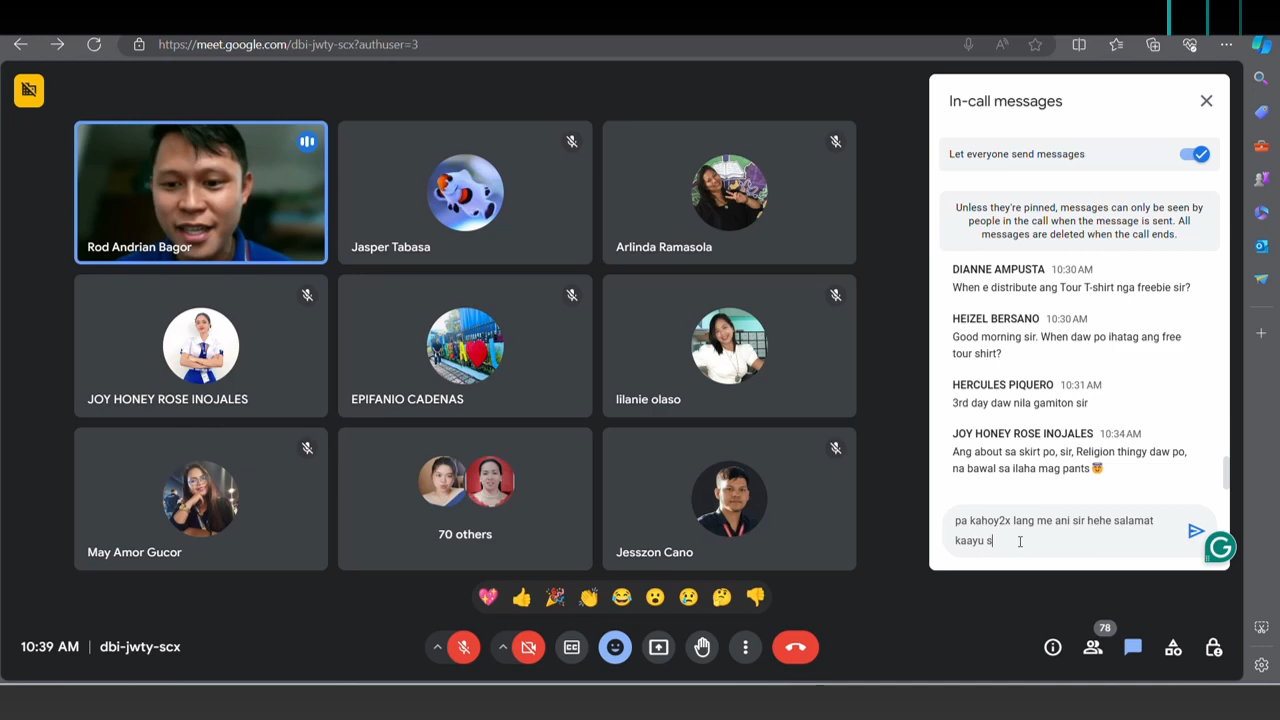 https://meet.google.com/dbi-jwty-scx?authuser=3
Rod Andrian Bagor
Jasper Tabasa
Arlinda Ramasola
JOY HONEY ROSE INOJALES
EPIFANIO CADENAS
lilanie olaso
May Amor Gucor
70 others
Jesszon Cano
In-call messages
Let everyone send messages
Unless they're pinned, messages can only be seen by
people in the call when the message is sent. All
messages are deleted when the call ends.
DIANNE AMPUSTA 10:30 AM
When e distribute ang Tour T-shirt nga freebie sir?
HEIZEL BERSANO 10:30 AM
Good morning sir. When daw po ihatag ang free
tour shirt?
HERCULES PIQUERO 10:31 AM
3rd day daw nila gamiton sir
JOY HONEY ROSE INOJALES 10:34 AM
Ang about sa skirt po, sir, Religion thingy daw po,
na bawal sa ilaha mag pants
pa kahoy2x lang me ani sir hehe salamat
kaayu s
10:39 AM | dbi-jwty-scx
78